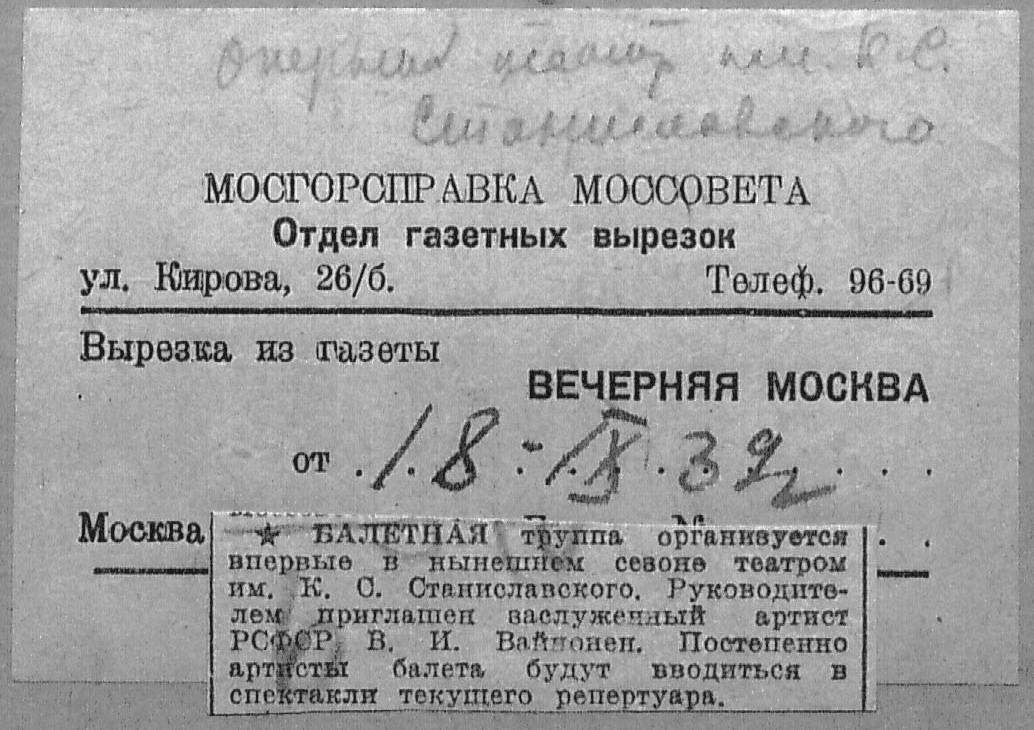 Оперный театр им. К. С.
Станиславского
МОСГОРСПРАВКА МОССОВЕТА
Отдел газетных вырезок
ул. Кирова, 26/б. Телеф. 96-69
Вырезка из газеты
ВЕЧЕРНЯЯ МОСКВА
от . 18 - IX . 39 г . . .
Москва . .
★ БАЛЕТНАЯ труппа организуется
впервые в нынешнем сезоне театром
им. К. С. Станиславского. Руководите-
лем приглашен заслуженный артист
РСФСР В. И. Вайнонен. Постепенно
артисты балета будут вводиться в
спектакли текущего репертуара.